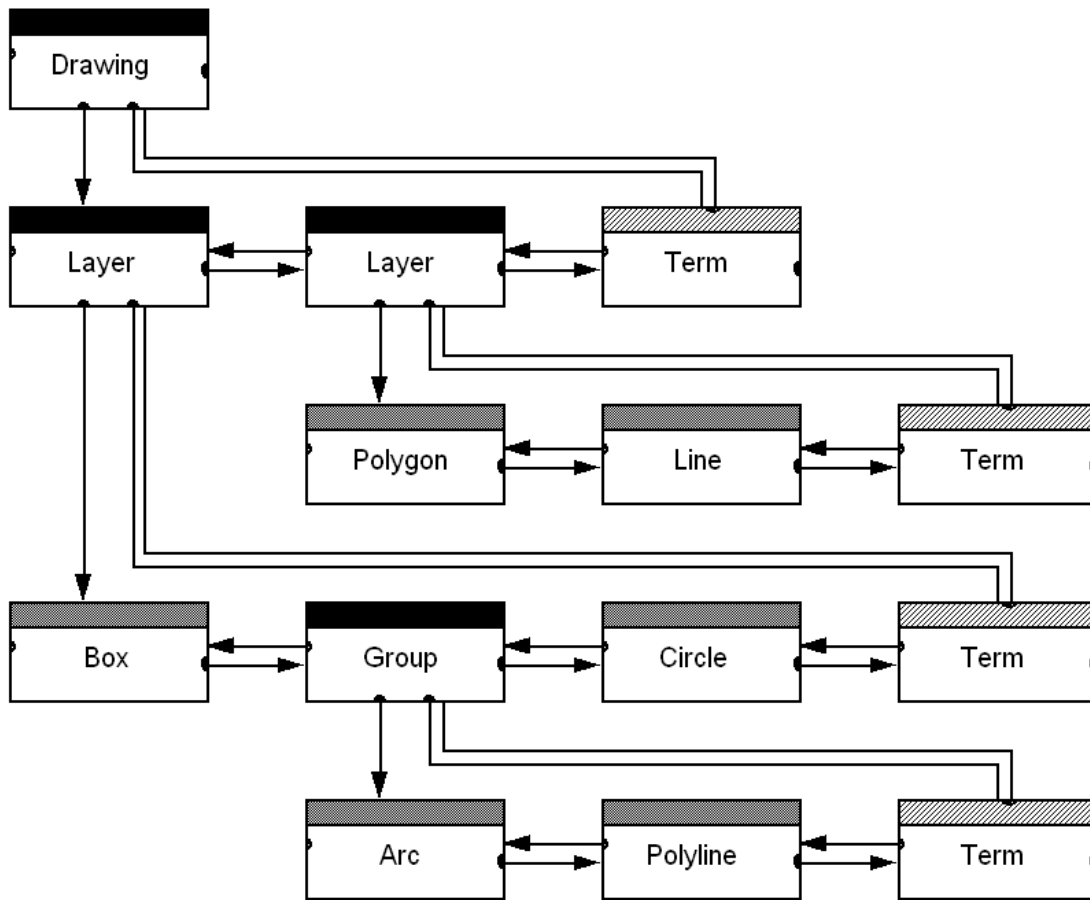 Drawing
Layer
Layer
Term
Polygon
Line
Term
Box
Group
Circle
Term
Arc
Polyline
Term